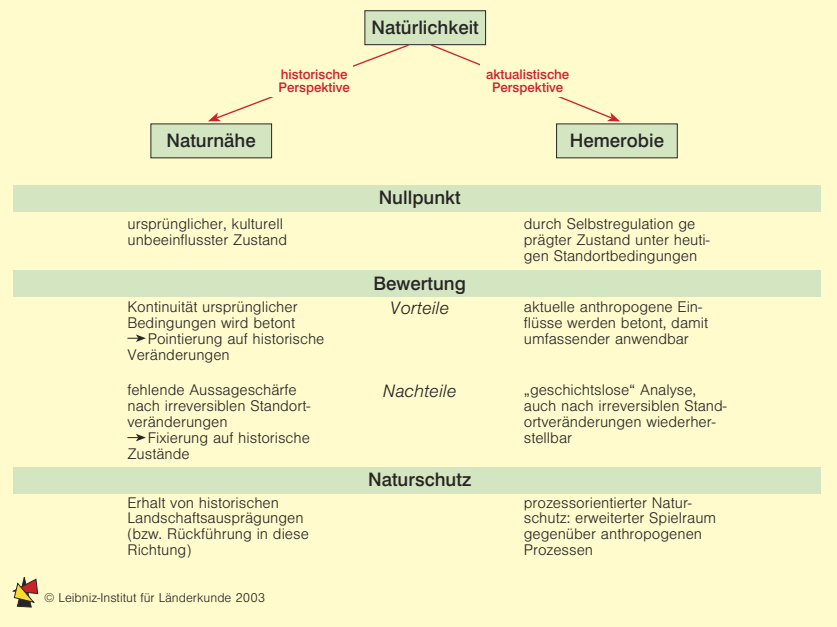 Natürlichkeit
historische
Perspektive
aktualistische
Perspektive
Naturnähe
Hemerobie
Nullpunkt
ursprünglicher, kulturell
unbeeinflusster Zustand
durch Selbstregulation ge
prägter Zustand unter heuti-
gen Standortbedingungen
Bewertung
Kontinuität ursprünglicher
Bedingungen wird betont
→ Pointierung auf historische
Veränderungen
Vorteile
aktuelle anthropogene Ein-
flüsse werden betont, damit
umfassender anwendbar
fehlende Aussageschärfe
nach irreversiblen Standort-
veränderungen
→ Fixierung auf historische
Zustände
Nachteile
„geschichtslose“ Analyse,
auch nach irreversiblen Stand-
ortveränderungen wiederher-
stellbar
Naturschutz
Erhalt von historischen
Landschaftsausprägungen
(bzw. Rückführung in diese
Richtung)
prozessorientierter Natur-
schutz: erweiterter Spielraum
gegenüber anthropogenen
Prozessen
© Leibniz-Institut für Länderkunde 2003